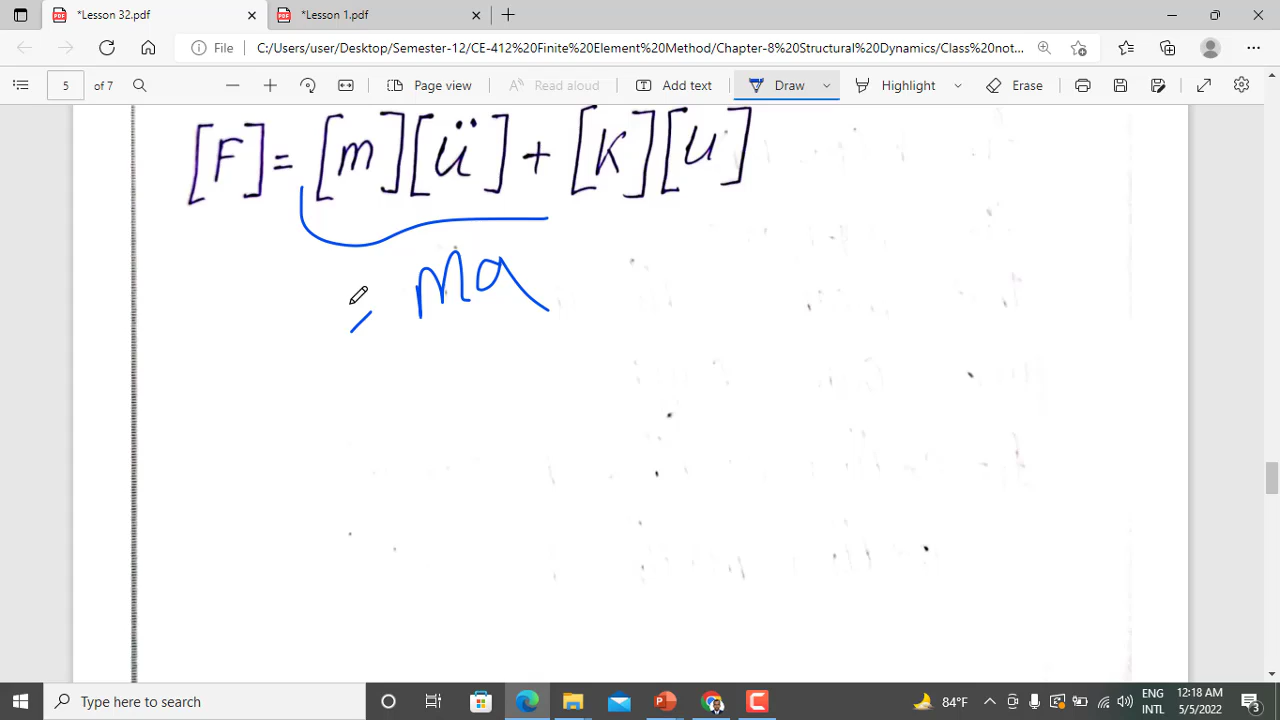 *Lesson 32.pdf
*Lesson 1.pdf
File C:/Users/user/Desktop/Semester-12/CE-412%20Finite%20Element%20Method/Chapter-8%20Structural%20Dynamics/Class%20not...
5 of 7 Page view Read aloud Add text Draw Highlight Erase
[F] = [m][ü] + [K][u]
ma
Type here to search
84°F
ENG
INTL
12:18 AM
5/5/2022
3